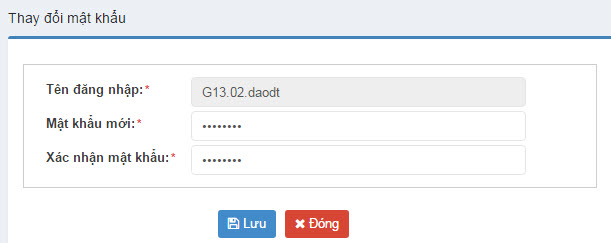 Thay đổi mật khẩu
Tên đăng nhập:* G13.02.daodt
Mật khẩu mới:* ••••••••
Xác nhận mật khẩu:* ••••••••
Lưu Đóng